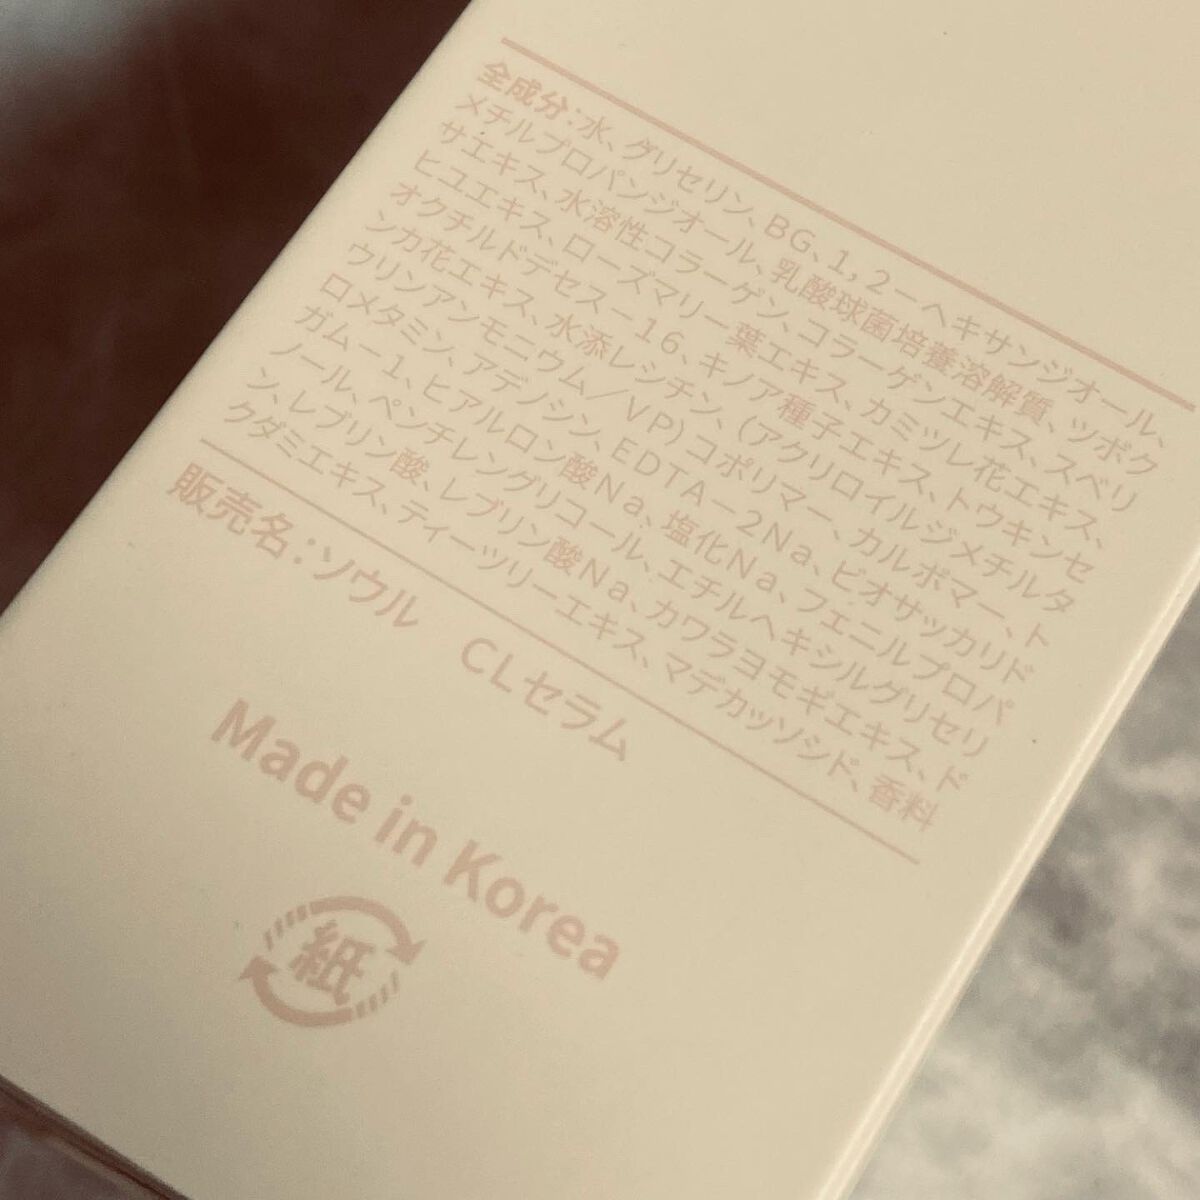 全成分：水、グリセリン、BG、1，2－ヘキサンジオール、
メチルプロパンジオール、乳酸球菌培養溶解質、ツボク
サエキス、水溶性コラーゲン、コラーゲンエキス、スベリ
ヒユエキス、ローズマリー葉エキス、カミツレ花エキス、
オクチルドデセス－16、キノア種子エキス、トウキンセ
ンカ花エキス、水添レシチン、（アクリロイルジメチルタ
ウリンアンモニウム／VP）コポリマー、カルボマー、ト
ロメタミン、アデノシン、EDTA－2Na、ビオサッカリド
ガム－1、ヒアルロン酸Na、塩化Na、フェニルプロパ
ノール、ペンチレングリコール、エチルヘキシルグリセリ
ン、レブリン酸、レブリン酸Na、カワラヨモギエキス、ド
クダミエキス、ティーツリーエキス、マデカッソシド、香料
販売名：ソウル　CLセラム
Made in Korea
紙